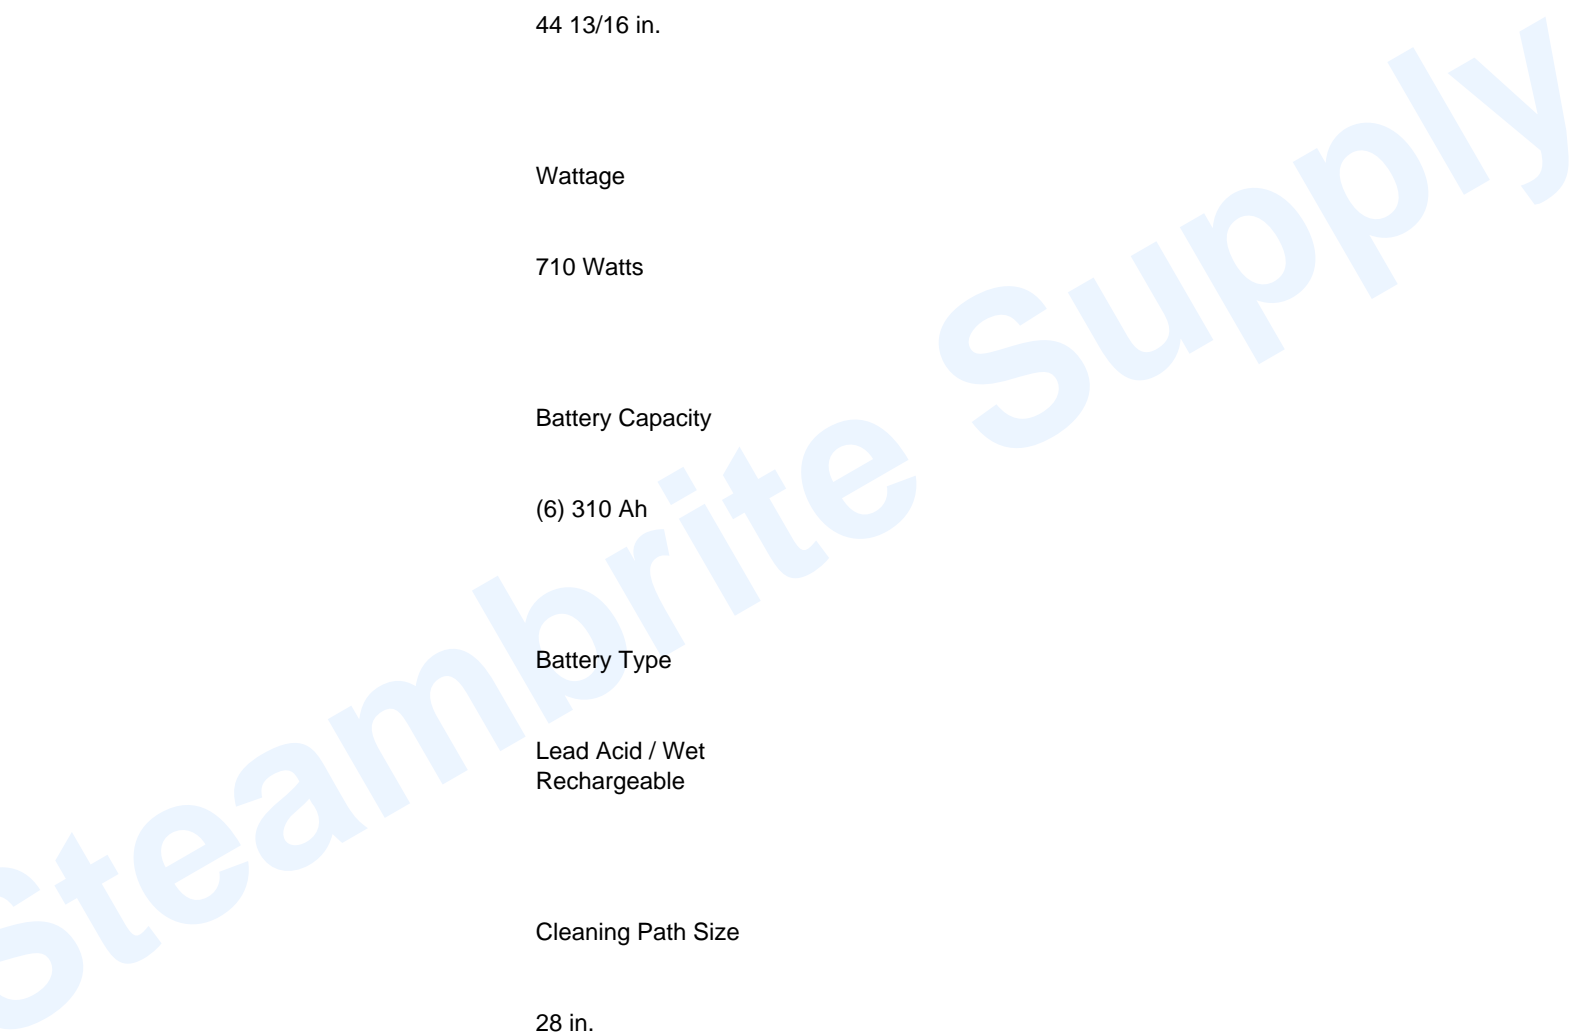 44 13/16 in.
Wattage
710 Watts
Battery Capacity
(6) 310 Ah
Battery Type
Lead Acid / Wet
Rechargeable
Cleaning Path Size
28 in.
Steambrite Supply